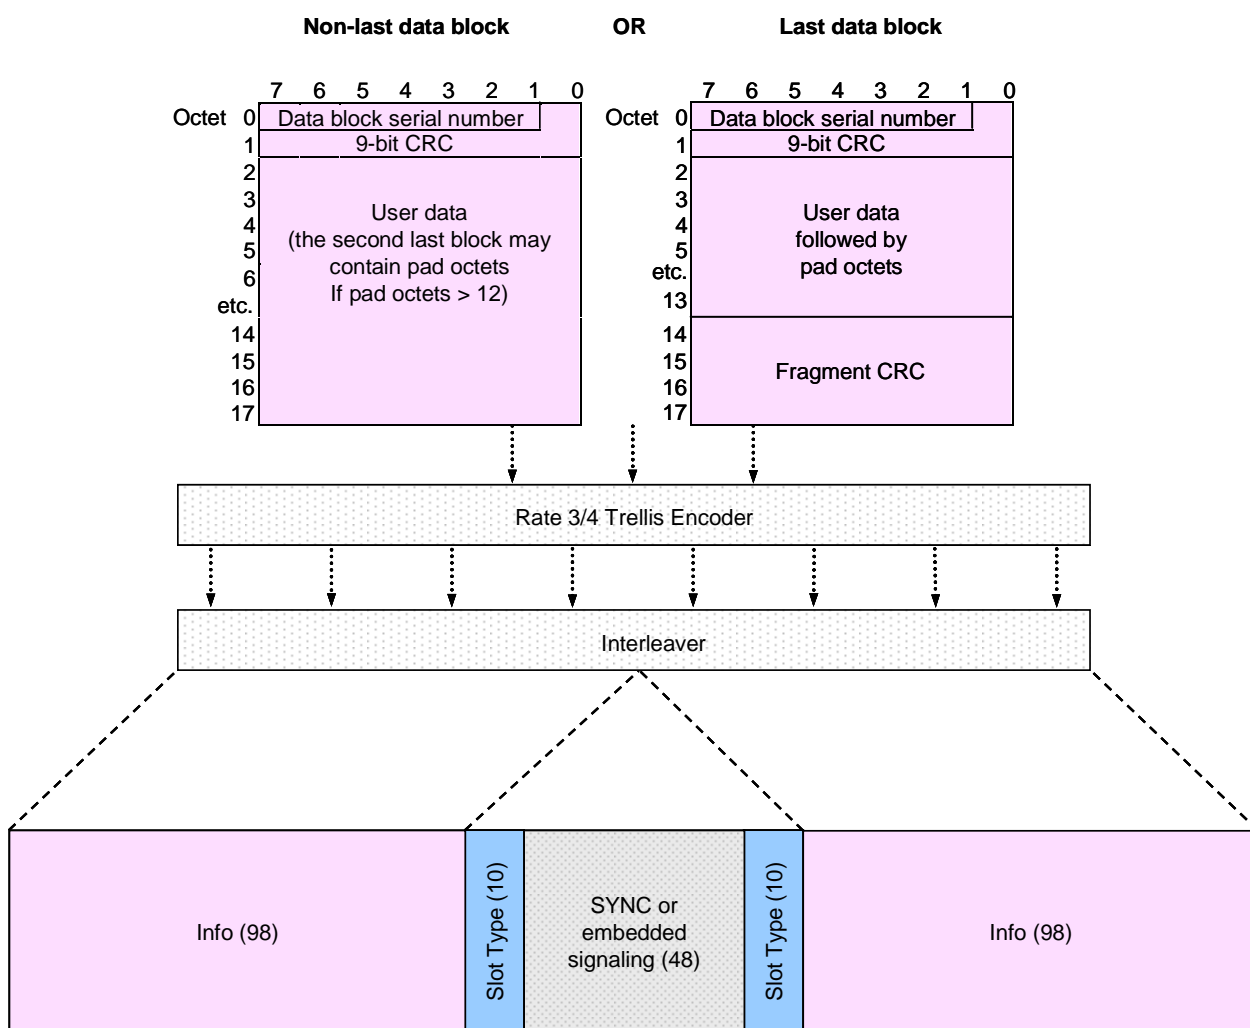 Non-last data block OR Last data block
7 6 5 4 3 2 1 0 7 6 5 4 3 2 1 0
Octet 0 Data block serial number Octet 0 Data block serial number
1 9-bit CRC 1 9-bit CRC
2 2
3 3
4 4
5 5
6 etc.
etc. 13
14 14
15 15
16 16
17 17
User data
(the second last block may
contain pad octets
If pad octets > 12)
User data
followed by
pad octets
Fragment CRC
Rate 3/4 Trellis Encoder
Interleaver
Info (98)
Slot Type (10)
SYNC or
embedded
signaling (48)
Slot Type (10)
Info (98)